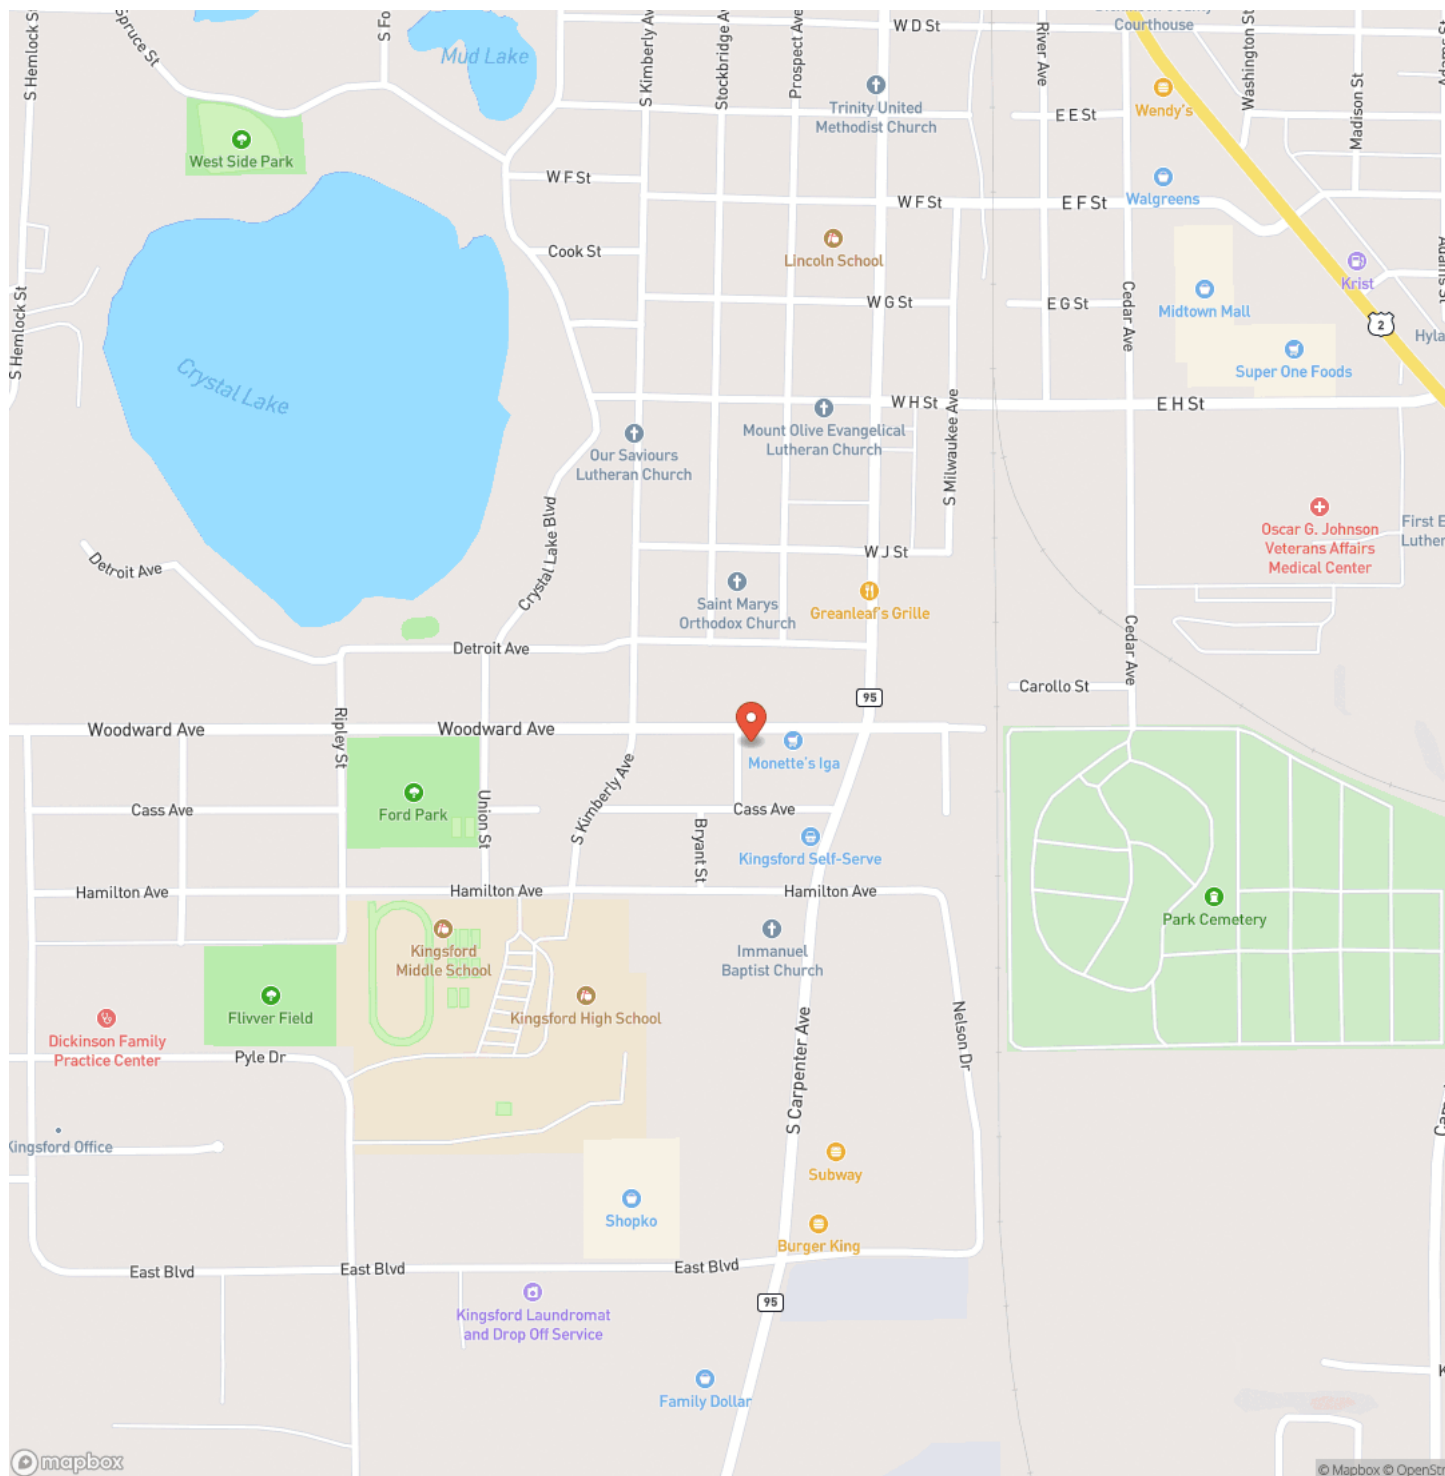 Spruce St
S Fo
S Hemlock St
Mud Lake
S Kimberly Av
Stockbridge Av
Prospect Ave
W D St
River Ave
Courthouse
Washington St
Madison St
Adams S
West Side Park
Trinity United
Methodist Church
E E St
Wendy's
W F St
W F St
E F St
Walgreens
Cook St
Lincoln School
Adams St
Krist
W G St
E G St
Cedar Ave
Midtown Mall
2
Hyla
S Hemlock St
Crystal Lake
Super One Foods
W H St
E H St
Mount Olive Evangelical
Lutheran Church
Our Saviours
Lutheran Church
S Milwaukee Ave
Crystal Lake Blvd
Oscar G. Johnson
Veterans Affairs
Medical Center
First E
Luther
W J St
Detroit Ave
Saint Marys
Orthodox Church
Greanleaf's Grille
Detroit Ave
Cedar Ave
Carollo St
95
Woodward Ave
Ripley St
Woodward Ave
Monette's Iga
Cass Ave
Ford Park
Union St
S Kimberly Ave
Cass Ave
Bryant St
Kingsford Self-Serve
Hamilton Ave
Hamilton Ave
Hamilton Ave
Park Cemetery
Kingsford
Middle School
Immanuel
Baptist Church
Flivver Field
Kingsford High School
Dickinson Family
Practice Center
Pyle Dr
S Carpenter Ave
Nelson Dr
Kingsford Office
Subway
Shopko
Burger King
East Blvd
East Blvd
East Blvd
95
Kingsford Laundromat
and Drop Off Service
Family Dollar
K
mapbox
© Mapbox © OpenStr